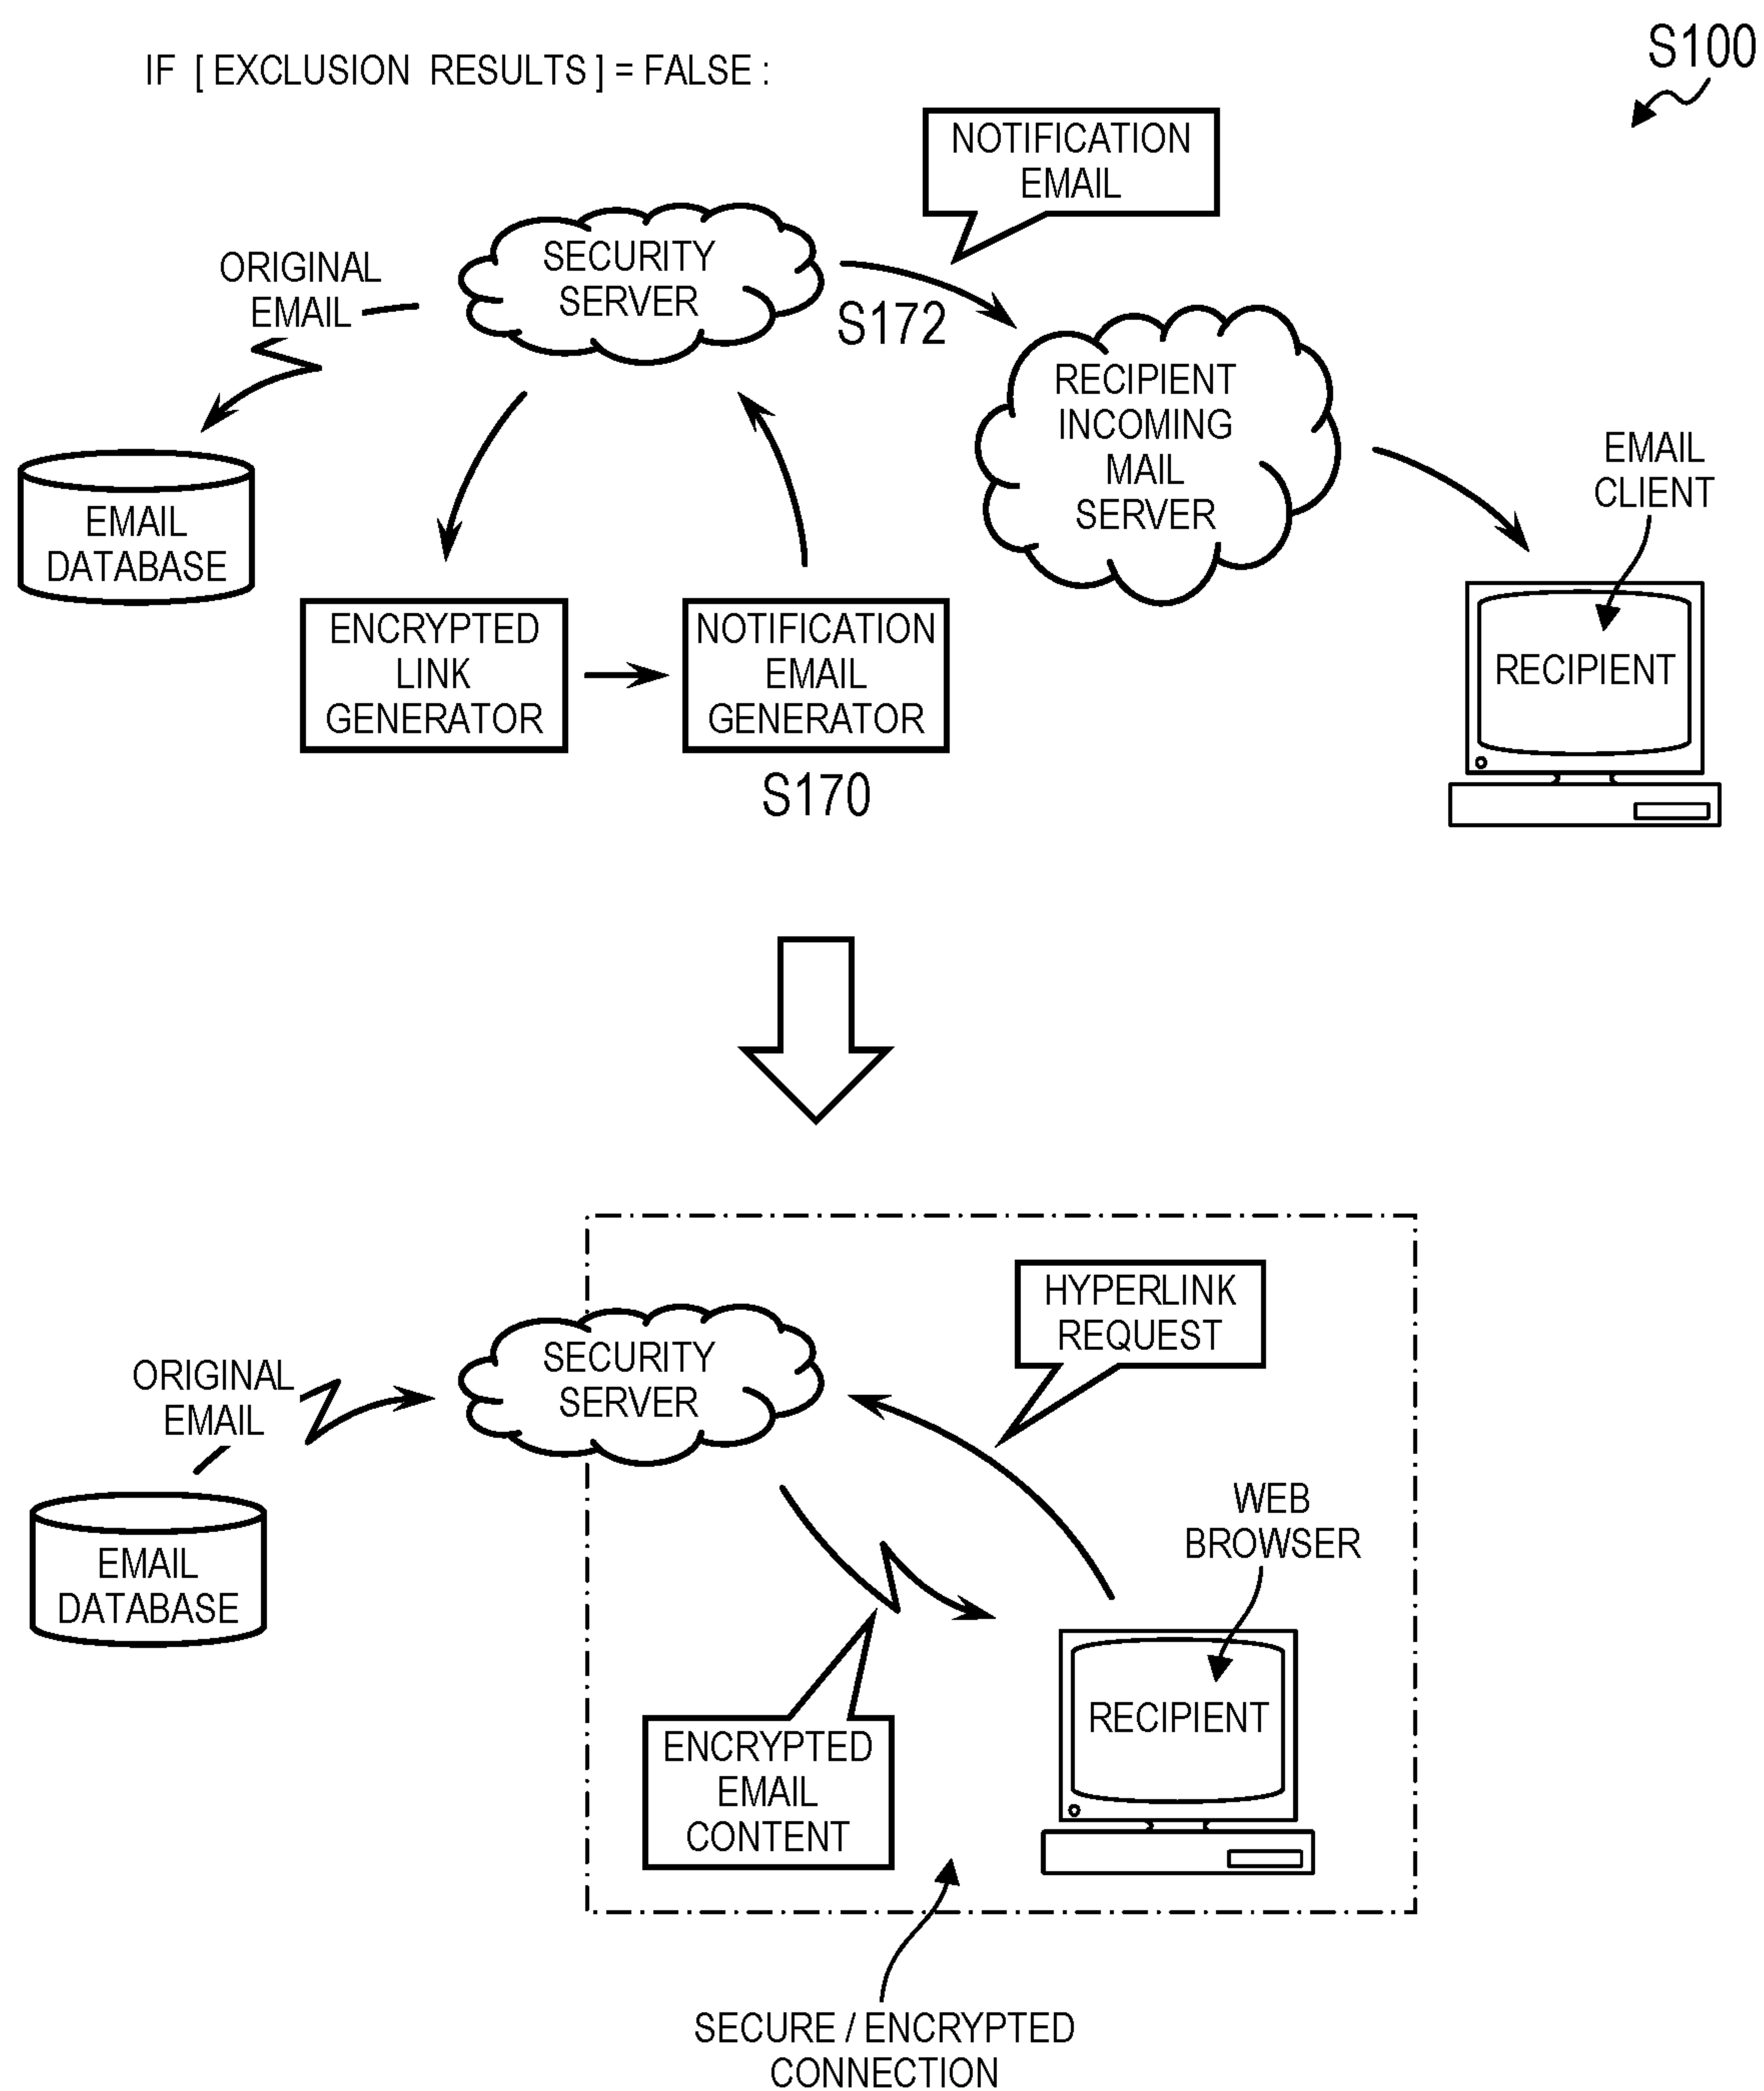 S100
IF [ EXCLUSION RESULTS ] = FALSE :
NOTIFICATION
EMAIL
ORIGINAL
EMAIL
SECURITY
SERVER
S172
RECIPIENT
INCOMING
MAIL
SERVER
EMAIL
CLIENT
EMAIL
DATABASE
ENCRYPTED
LINK
GENERATOR
NOTIFICATION
EMAIL
GENERATOR
S170
RECIPIENT
HYPERLINK
REQUEST
SECURITY
SERVER
ORIGINAL
EMAIL
EMAIL
DATABASE
WEB
BROWSER
RECIPIENT
ENCRYPTED
EMAIL
CONTENT
SECURE / ENCRYPTED
CONNECTION